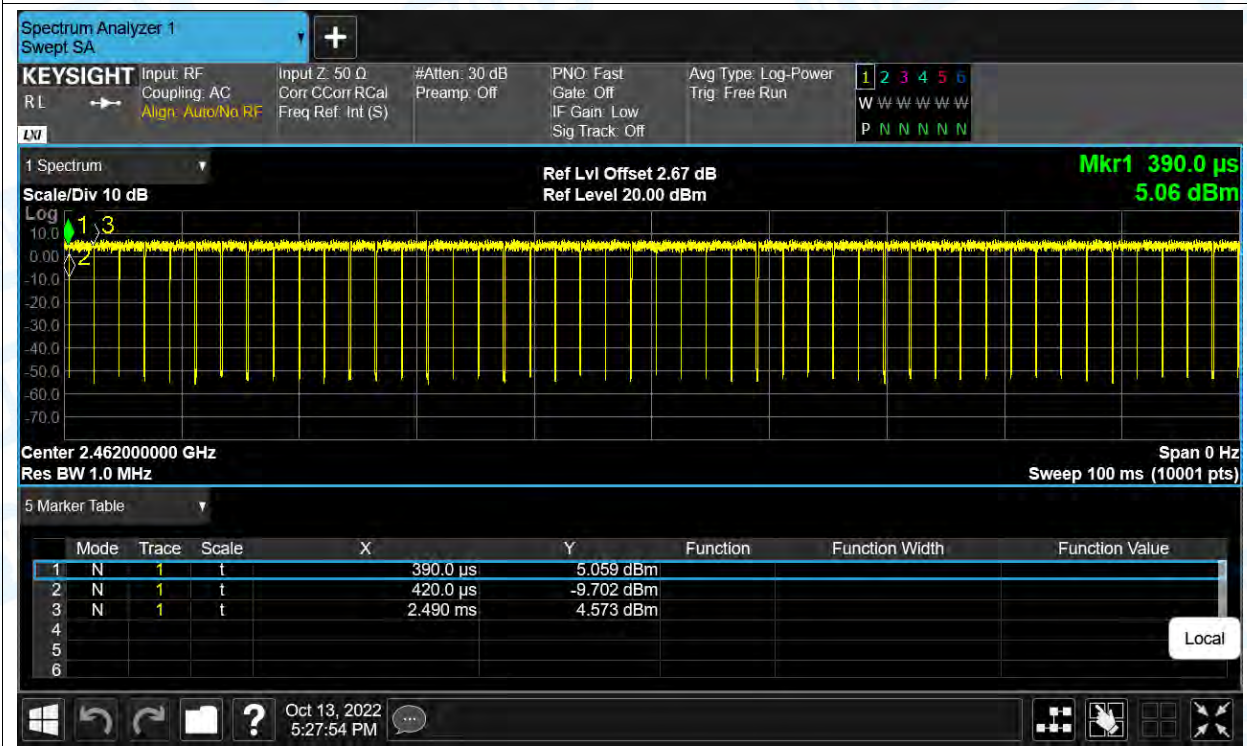 Spectrum Analyzer 1
Swept SA
+
KEYSIGHT Input: RF Input Z: 50 Ω #Atten: 30 dB PNO: Fast Avg Type: Log-Power 1 2 3 4 5 6
R L Coupling: AC Corr CCorr RCal Preamp: Off Gate: Off Trig: Free Run
Align: Auto/No RF Freq Ref: Int (S) IF Gain: Low W W W W W W
LXI Sig Track: Off P N N N N N
1 Spectrum Ref Lvl Offset 2.67 dB Mkr1 390.0 µs
Scale/Div 10 dB Ref Level 20.00 dBm 5.06 dBm
Log
1 3
10.0
0.00
2
-10.0
-20.0
-30.0
-40.0
-50.0
-60.0
-70.0
Center 2.462000000 GHz Span 0 Hz
Res BW 1.0 MHz Sweep 100 ms (10001 pts)
5 Marker Table
Mode Trace Scale X Y Function Function Width Function Value
1 N 1 t 390.0 µs 5.059 dBm
2 N 1 t 420.0 µs -9.702 dBm
3 N 1 t 2.490 ms 4.573 dBm
4
5
6
Local
? Oct 13, 2022
5:27:54 PM